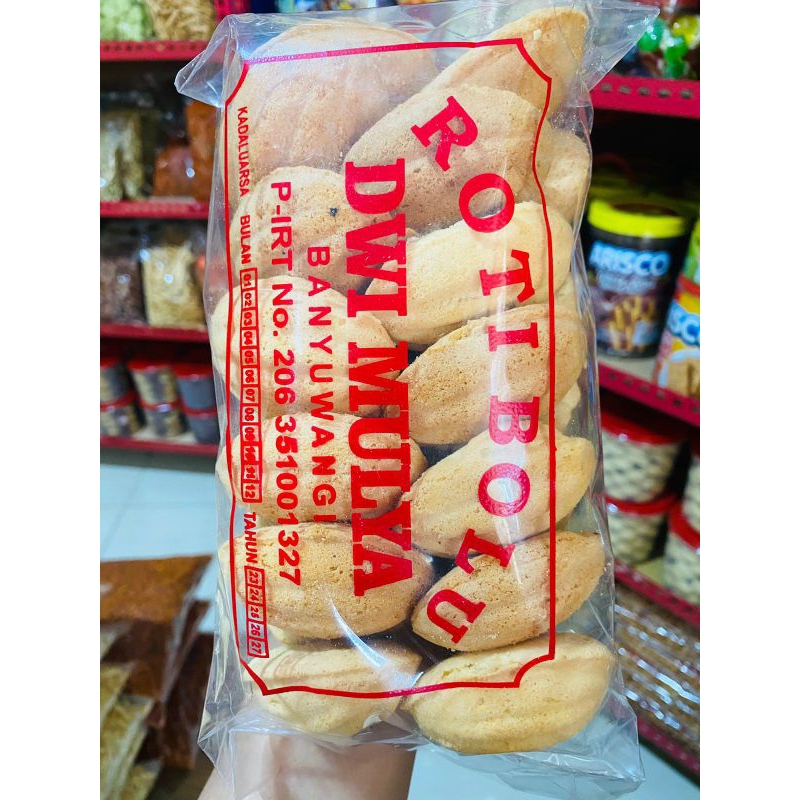 ROTI BOLU
DWI MULYA
BANYUWANGI
P-IRT No. 206 351001327
KADALUARSA BULAN 01 02 03 04 05 06 07 08 09 10 11 12 TAHUN 23 24 25 26 27
ARISCO